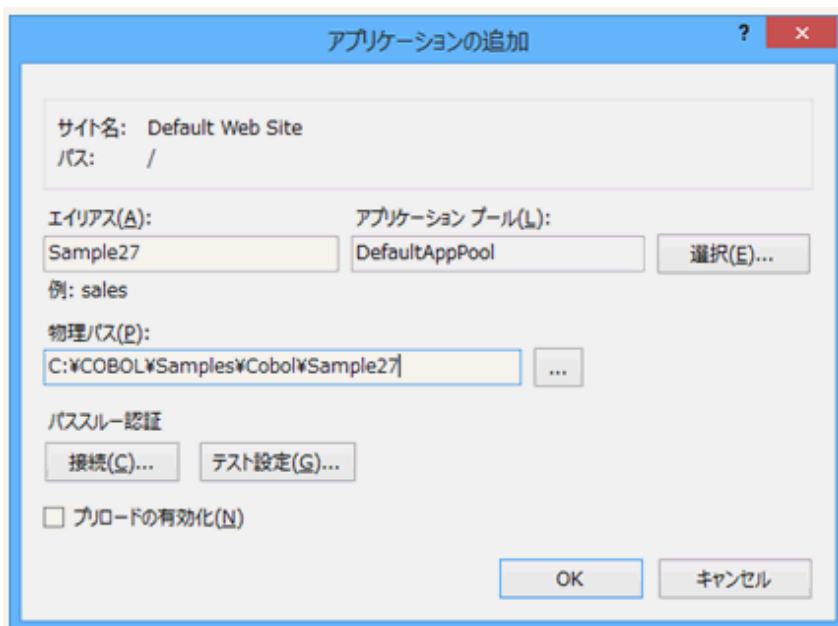 アプリケーションの追加
? ×
サイト名: Default Web Site
パス: /
エイリアス(A): アプリケーション プール(L):
Sample27 DefaultAppPool 選択(E)...
例: sales
物理パス(P):
C:¥COBOL¥Samples¥Cobol¥Sample27 ...
パススルー認証
接続(C)... テスト設定(G)...
プリロードの有効化(N)
OK キャンセル